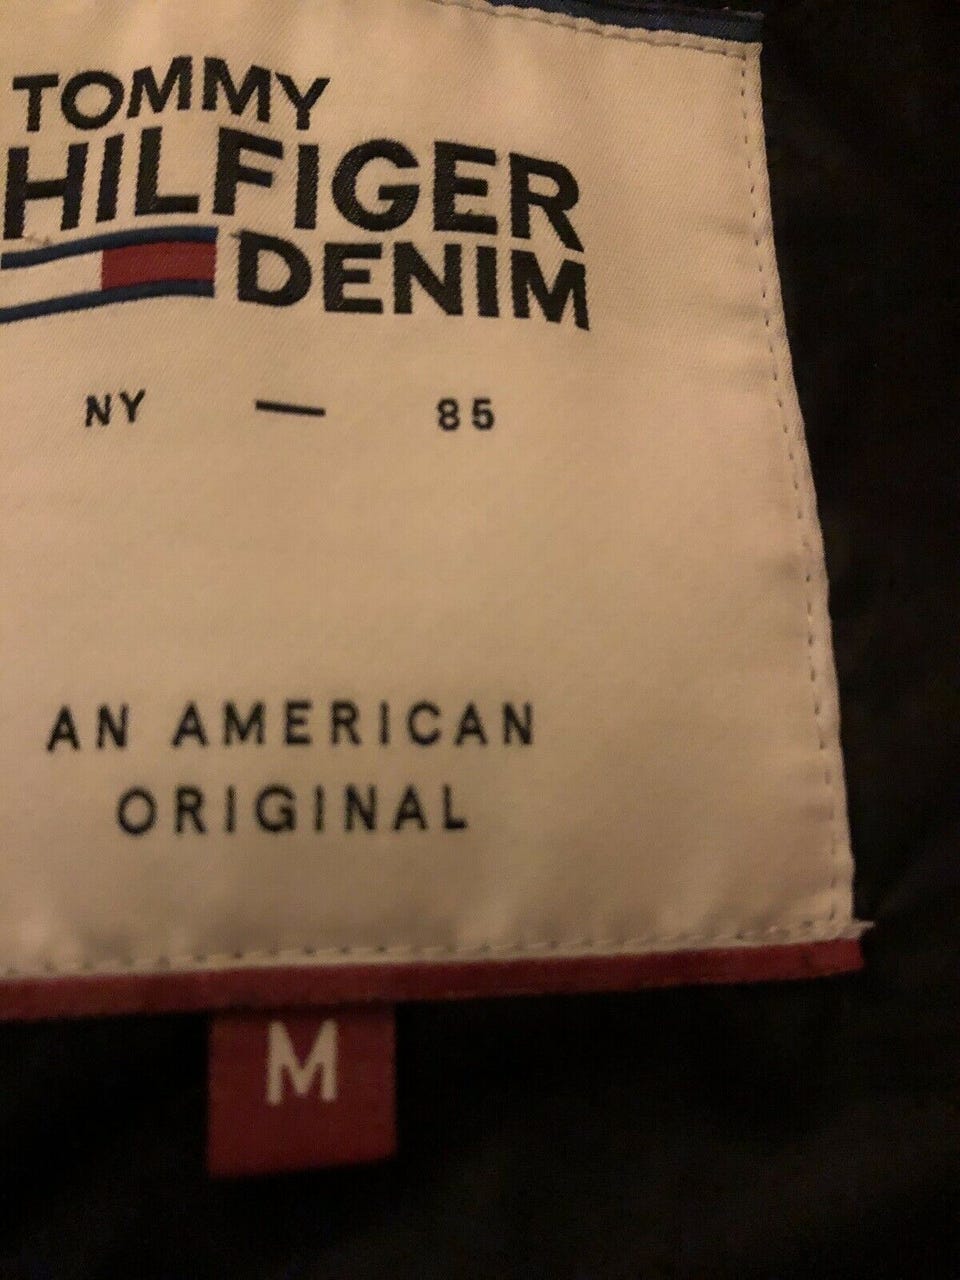 TOMMY
HILFIGER
DENIM
NY — 85
AN AMERICAN
ORIGINAL
M